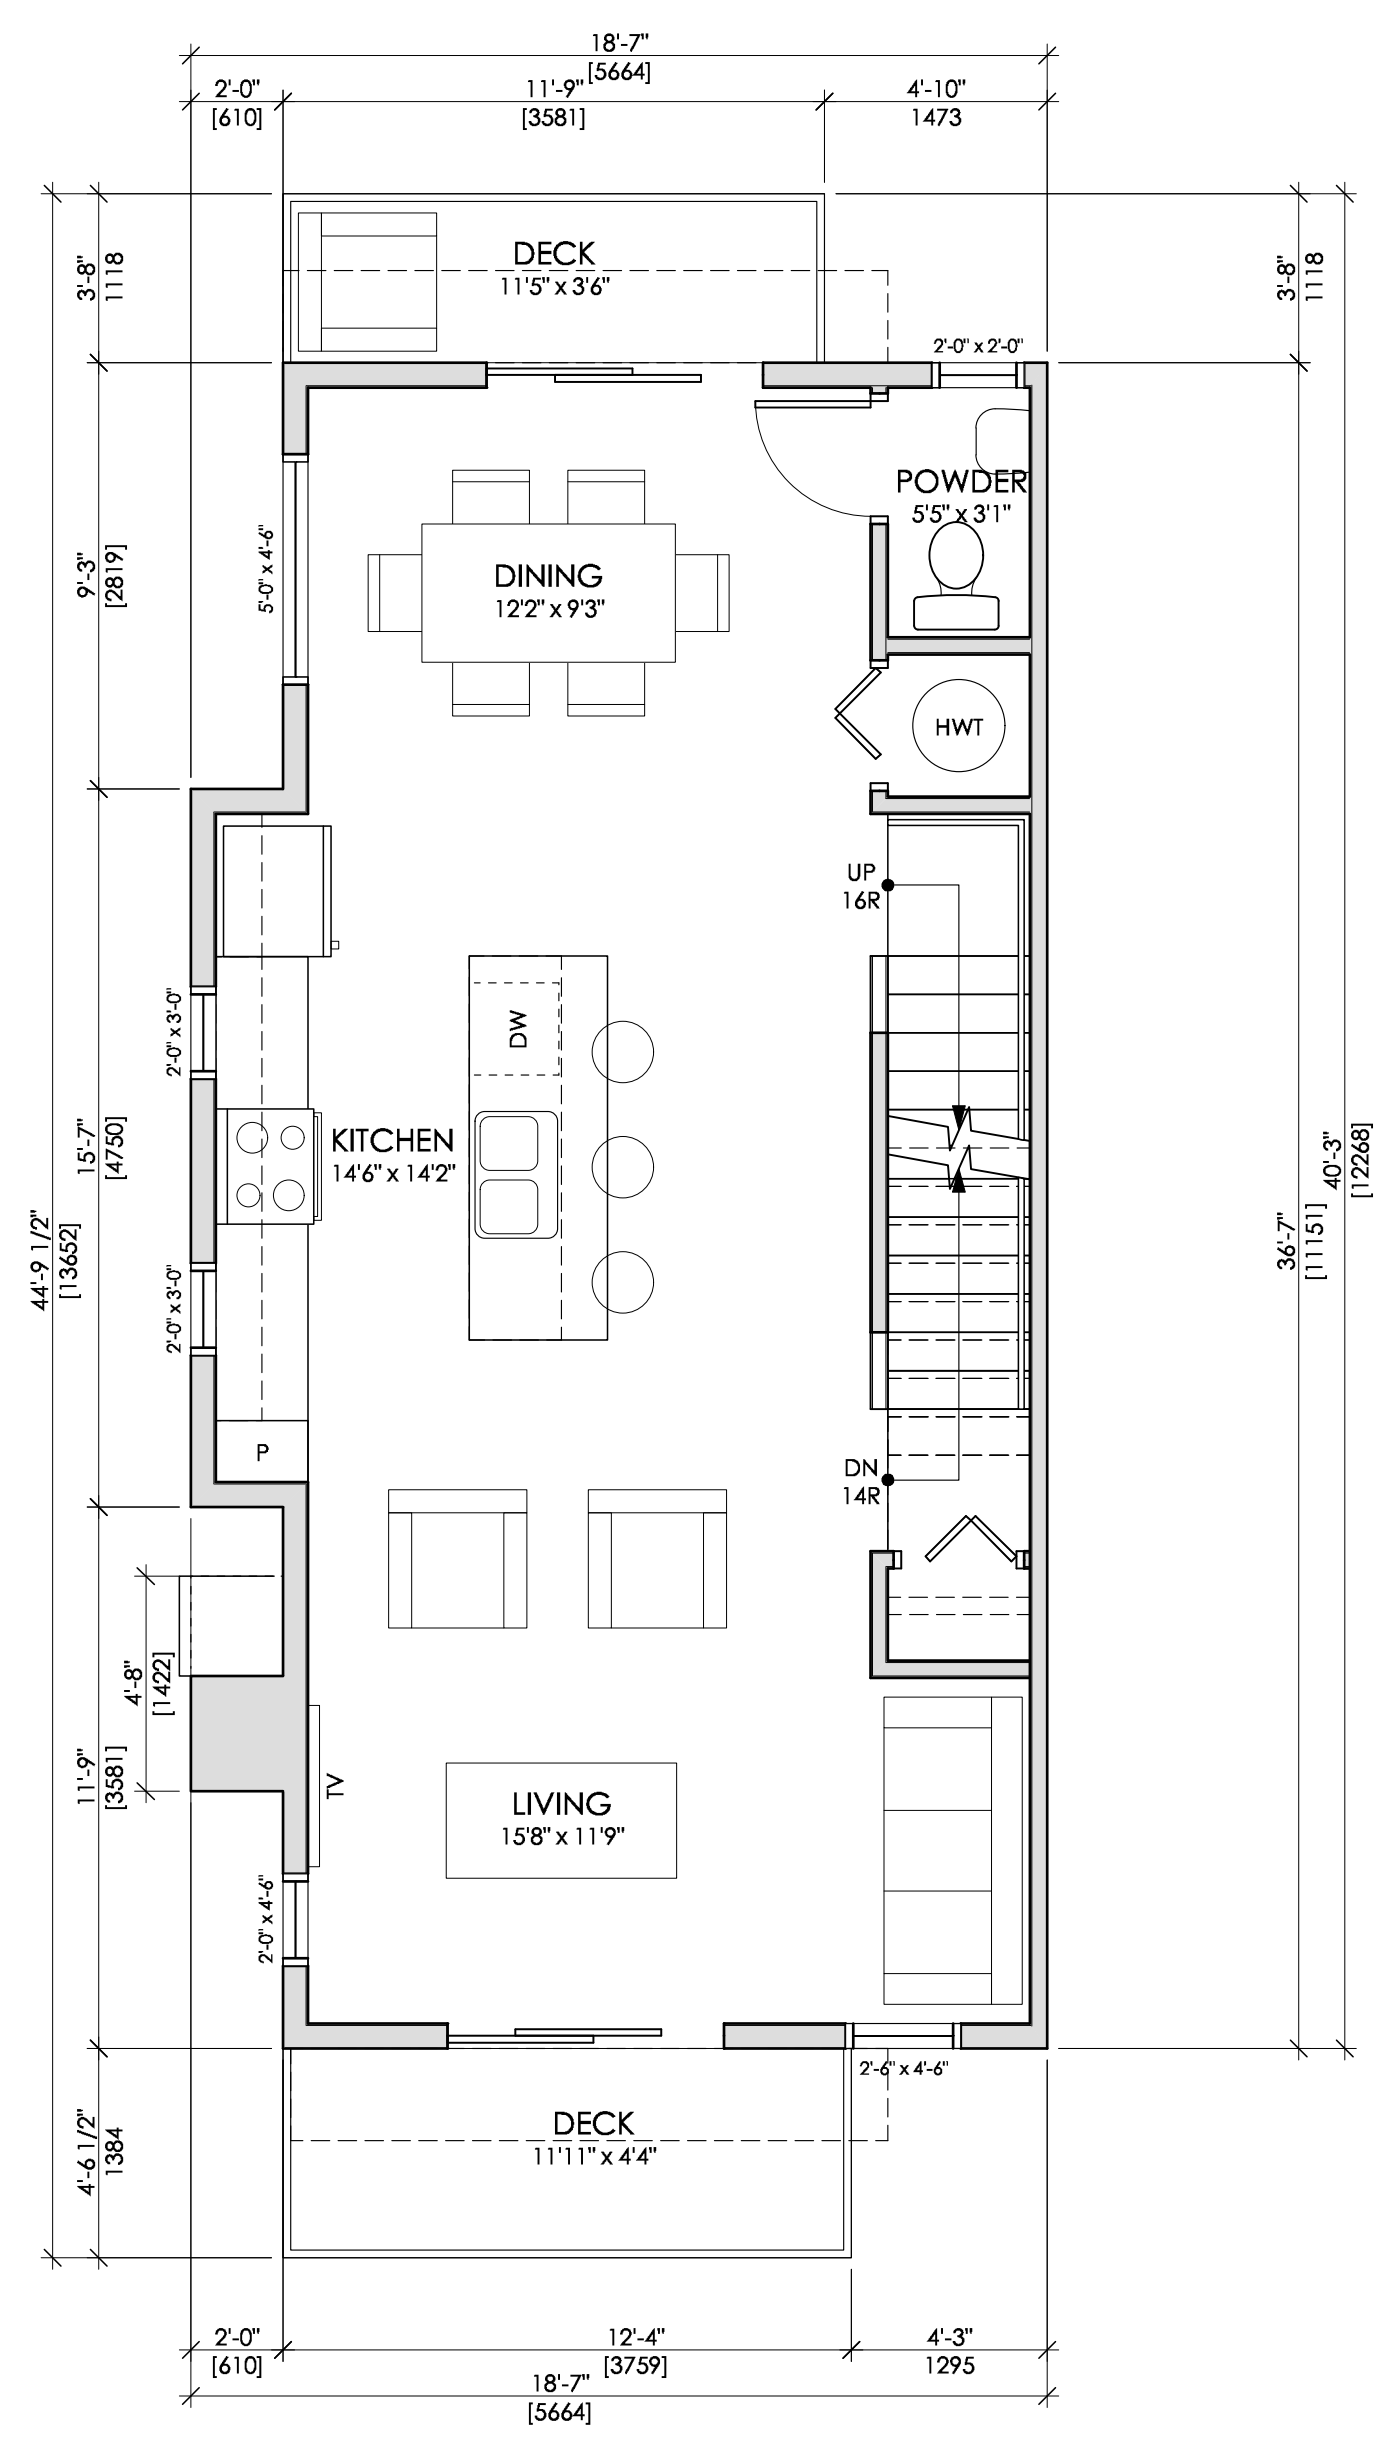 18'-7"
[5664]
2'-0"
[610]
11'-9"
[3581]
4'-10"
1473
3'-8"
1118
3'-8"
1118
DECK
11'5" x 3'6"
2'-0" x 2'-0"
POWDER
5'5" x 3'1"
9'-3"
[2819]
5'-0" x 4'-6"
DINING
12'2" x 9'3"
HWT
UP
16R
2'-0" x 3'-0"
DW
KITCHEN
14'6" x 14'2"
15'-7"
[4750]
44'-9 1/2"
[13652]
36'-7"
[11151]
40'-3"
[12268]
2'-0" x 3'-0"
P
DN
14R
4'-8"
[1422]
11'-9"
[3581]
TV
LIVING
15'8" x 11'9"
2'-0" x 4'-6"
2'-6" x 4'-6"
4'-6 1/2"
1384
DECK
11'11" x 4'4"
2'-0"
[610]
12'-4"
[3759]
4'-3"
1295
18'-7"
[5664]